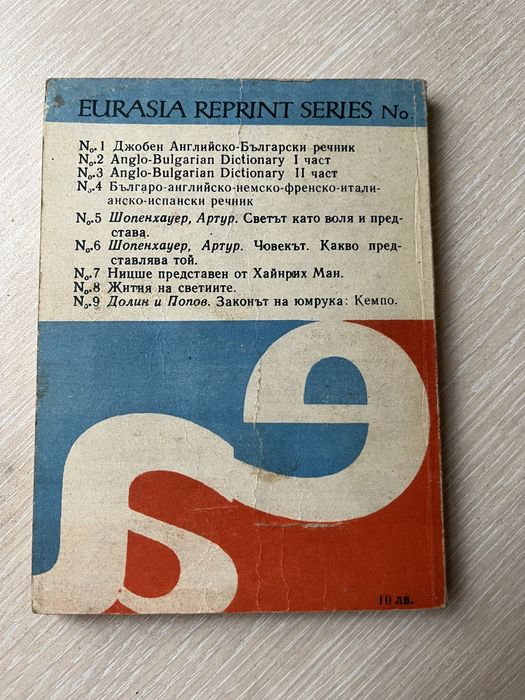 EURASIA REPRINT SERIES No.
No.1 Джобен Английско-Български речник
No.2 Anglo-Bulgarian Dictionary I част
No.3 Anglo-Bulgarian Dictionary II част
No.4 Българо-английско-немско-френско-итали-
анско-испански речник
No.5 Шопенхауер, Артур. Светът като воля и пред-
става.
No.6 Шопенхауер, Артур. Човекът. Какво пред-
ставлява той.
No.7 Ницше представен от Хайнрих Ман.
No.8 Жития на светиите.
No.9 Долин и Попов. Законът на юмрука: Кемпо.
10 лв.